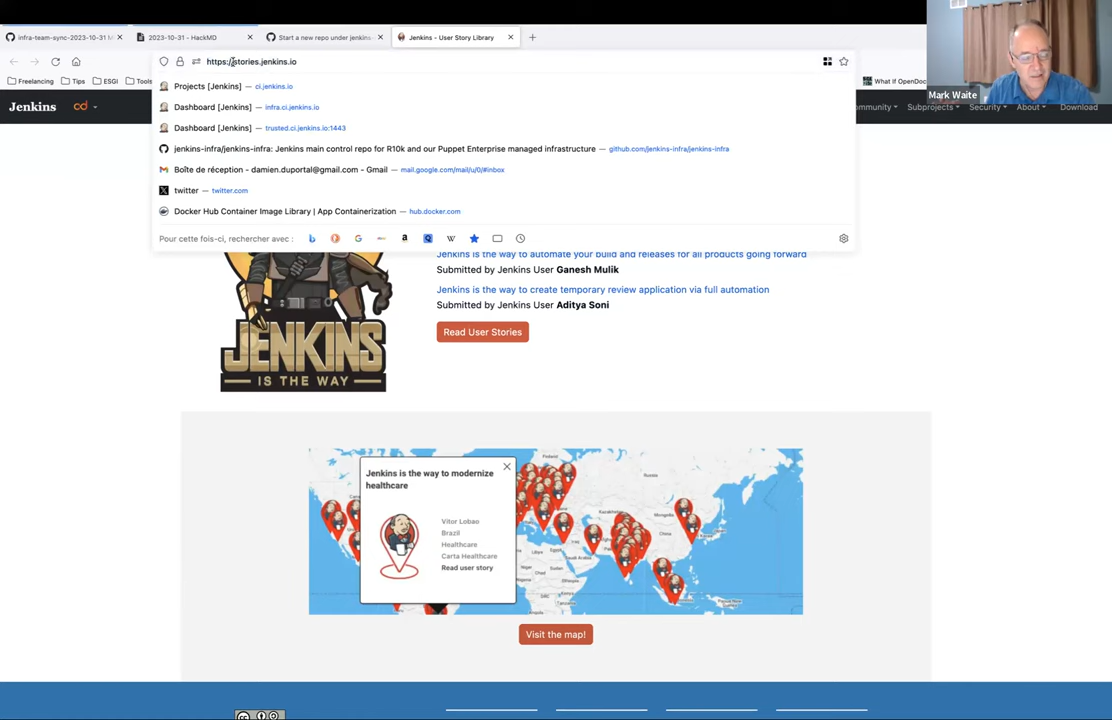 infra-team-sync-2023-10-31
2023-10-31 - HackMD
Start a new repo under jenkins
Jenkins - User Story Library
https://stories.jenkins.io
Freelancing
Tips
ESGI
Tools
What If OpenDoc
Mark Waite
Projects [Jenkins] — ci.jenkins.io
Dashboard [Jenkins] — infra.ci.jenkins.io
Dashboard [Jenkins] — trusted.ci.jenkins.io:1443
jenkins-infra/jenkins-infra: Jenkins main control repo for R10k and our Puppet Enterprise managed infrastructure — github.com/jenkins-infra/jenkins-infra
Boîte de réception - damien.duportal@gmail.com - Gmail — mail.google.com/mail/u/0/#inbox
twitter — twitter.com
Docker Hub Container Image Library | App Containerization — hub.docker.com
Pour cette fois-ci, rechercher avec :
Jenkins
cd
ommunity
Subprojects
Security
About
Download
Jenkins is the way to automate your build and releases for all products going forward
Submitted by Jenkins User Ganesh Mulik
Jenkins is the way to create temporary review application via full automation
Submitted by Jenkins User Aditya Soni
Read User Stories
JENKINS
IS THE WAY
Jenkins is the way to modernize
healthcare
Vitor Lobao
Brazil
Healthcare
Carta Healthcare
Read user story
Visit the map!